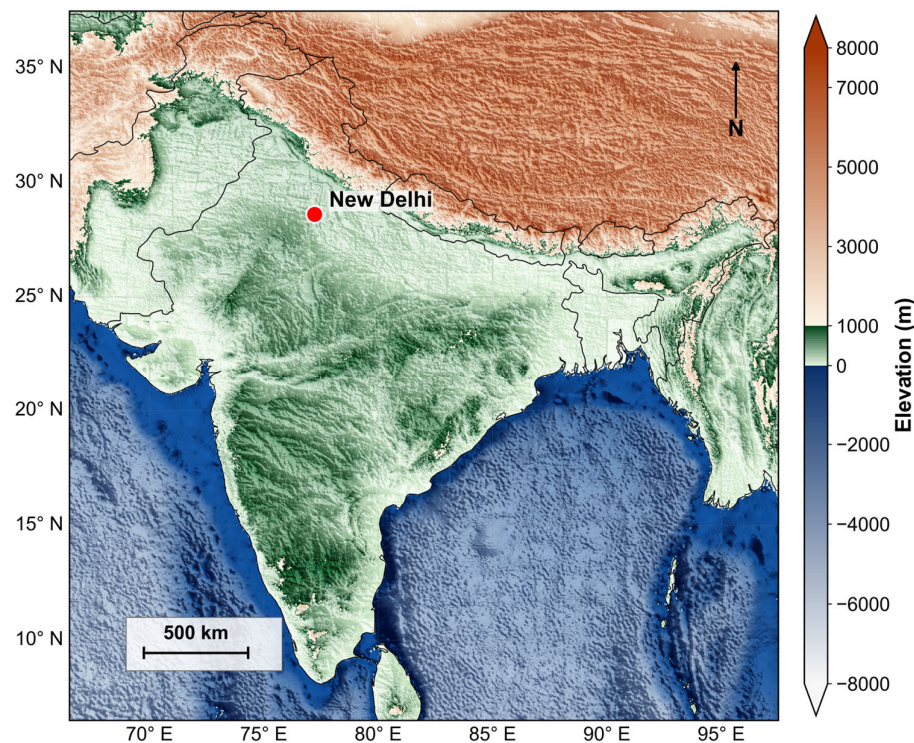 35° N
30° N
25° N
20° N
15° N
10° N
N
New Delhi
500 km
70° E
75° E
80° E
85° E
90° E
95° E
8000
7000
5000
3000
1000
0
−2000
−4000
−6000
−8000
Elevation (m)